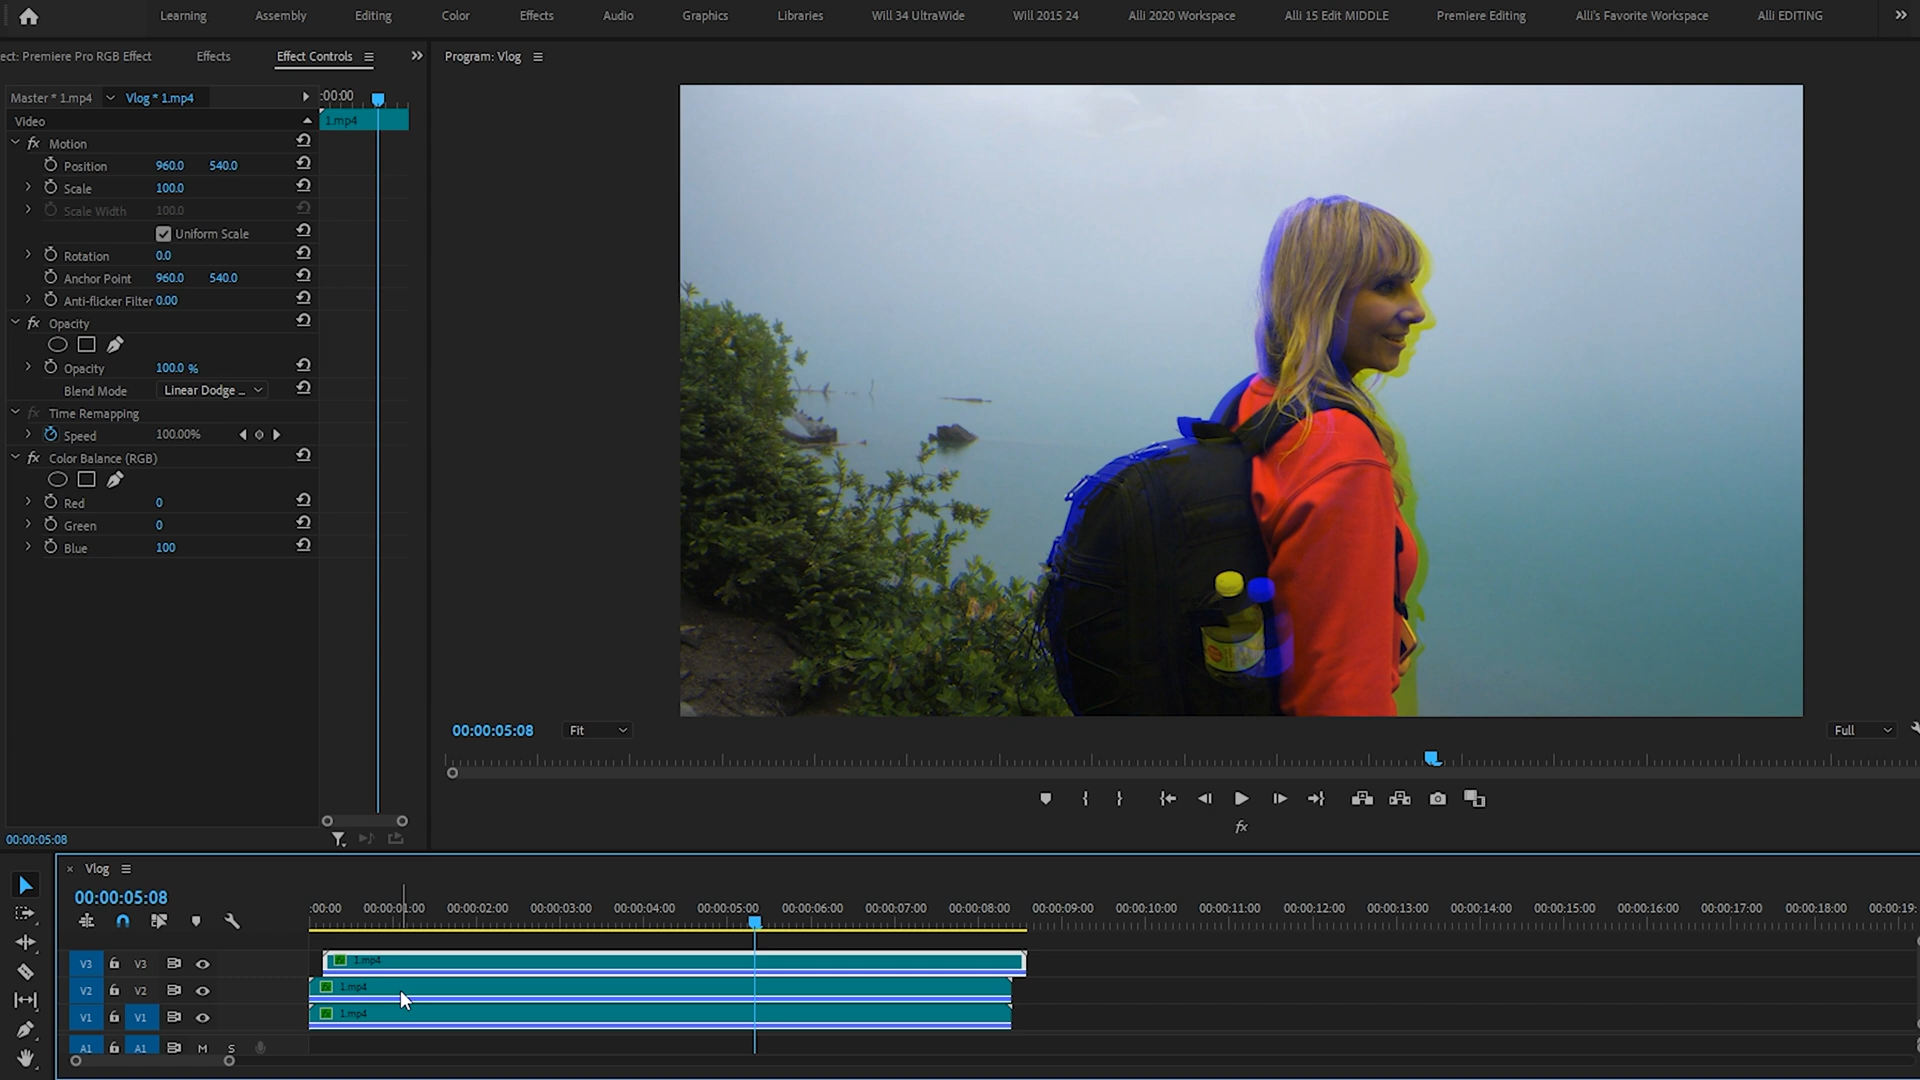 Learning Assembly Editing Color Effects Audio Graphics Libraries Will 34 UltraWide Will 2015 24 Alli 2020 Workspace Alli 15 Edit MIDDLE Premiere Editing Alli's Favorite Workspace Alli EDITING
ect: Premiere Pro RGB Effect Effects Effect Controls
Program: Vlog
Master * 1.mp4 Vlog * 1.mp4 :00:00
Video 1.mp4
fx Motion
Position 960.0 540.0
Scale 100.0
Scale Width 100.0
Uniform Scale
Rotation 0.0
Anchor Point 960.0 540.0
Anti-flicker Filter 0.00
fx Opacity
Opacity 100.0 %
Blend Mode Linear Dodge ...
fx Time Remapping
Speed 100.00%
fx Color Balance (RGB)
Red 0
Green 0
Blue 100
00:00:05:08 Fit Full
fx
00:00:05:08
Vlog
00:00:05:08
:00:00 00:00:01:00 00:00:02:00 00:00:03:00 00:00:04:00 00:00:05:00 00:00:06:00 00:00:07:00 00:00:08:00 00:00:09:00 00:00:10:00 00:00:11:00 00:00:12:00 00:00:13:00 00:00:14:00 00:00:15:00 00:00:16:00 00:00:17:00 00:00:18:00 00:00:19:
V3 V3 1.mp4
V2 V2 1.mp4
V1 V1 1.mp4
A1 A1 M S